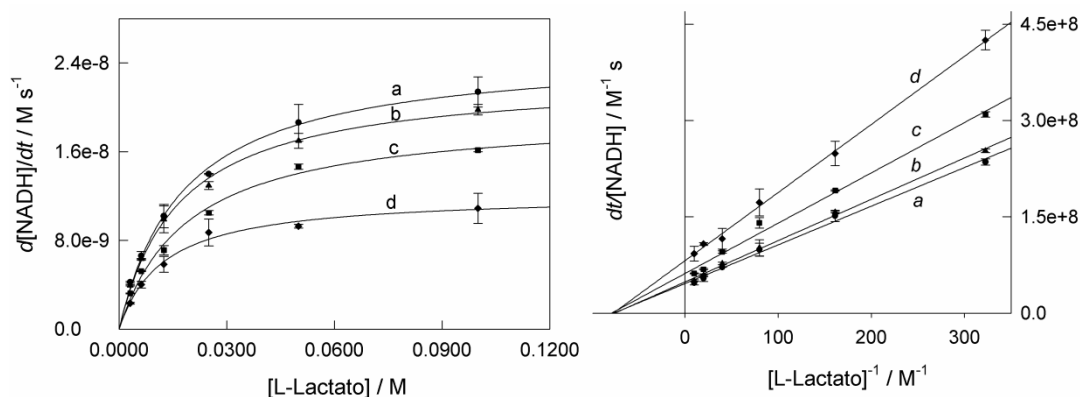 2.4e-8
1.6e-8
8.0e-9
0.0
d[NADH]/dt / M s⁻¹
a
b
c
d
0.0000 0.0300 0.0600 0.0900 0.1200
[L-Lactato] / M
4.5e+8
3.0e+8
1.5e+8
0
dt/[NADH] / M⁻¹ s
d
c
b
a
0 100 200 300
[L-Lactato]⁻¹ / M⁻¹